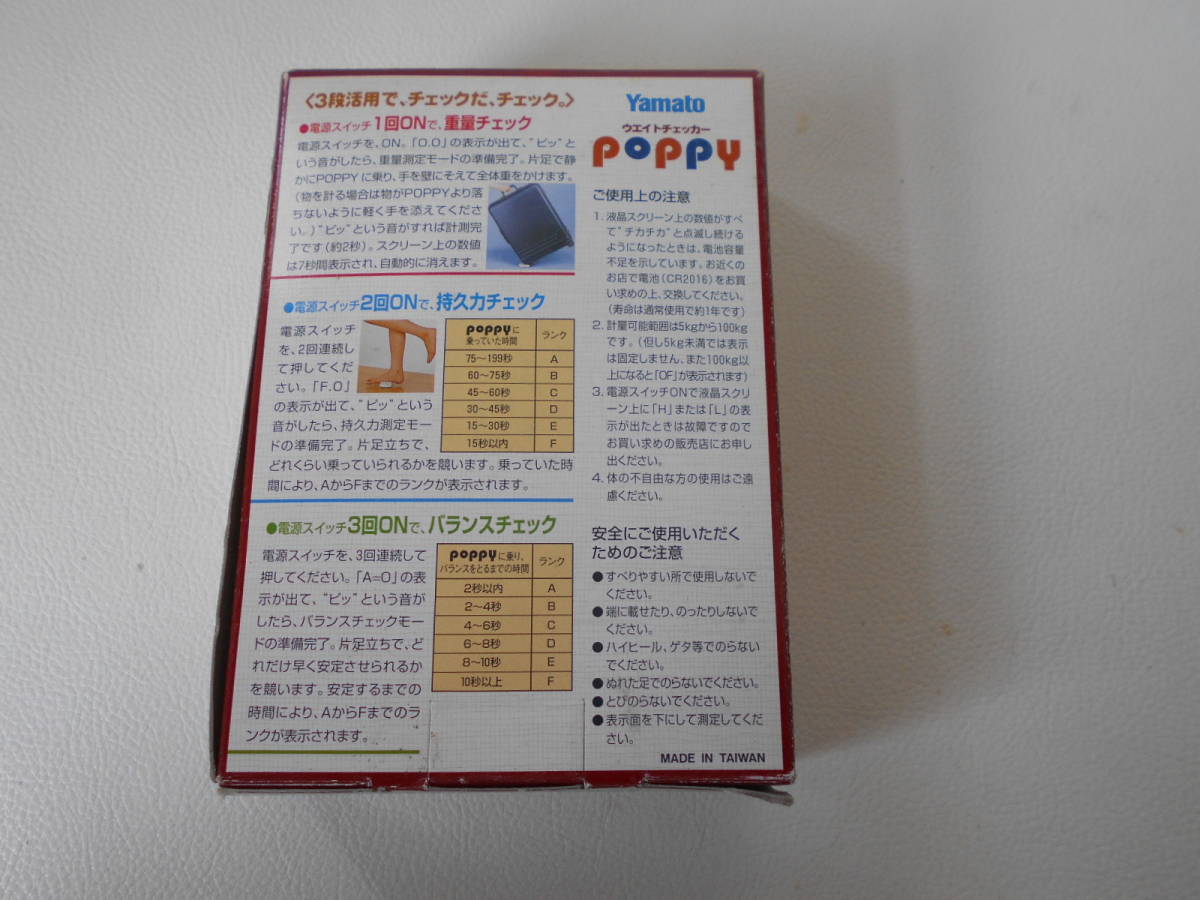 〈3段活用で、チェックだ、チェック。〉
●電源スイッチ1回ONで、重量チェック
電源スイッチを、ON。「0.0」の表示が出て、“ピッ”と
いう音がしたら、重量測定モードの準備完了。片足で静
かにPOPPYに乗り、手を壁にそえて全体重をかけます。
(物を計る場合は物がPOPPYより落
ちないように軽く手を添えてくださ
い。)“ピッ”という音がすれば計測完
了です(約2秒)。スクリーン上の数値
は7秒間表示され、自動的に消えます。
●電源スイッチ2回ONで、持久力チェック
電源スイッチ
を、2回連続し
て押してくだ
さい。「F.0」
の表示が出て、“ピッ”という
音がしたら、持久力測定モー
ドの準備完了。片足立ちで、
どれくらい乗っていられるかを競います。乗っていた時
間により、AからFまでのランクが表示されます。
POPPYに
乗っていた時間 ランク
75〜199秒 A
60〜75秒 B
45〜60秒 C
30〜45秒 D
15〜30秒 E
15秒以内 F
●電源スイッチ3回ONで、バランスチェック
電源スイッチを、3回連続して
押してください。「A=0」の表
示が出て、“ピッ”という音が
したら、バランスチェックモー
ドの準備完了。片足立ちで、ど
れだけ早く安定させられるか
を競います。安定するまでの
時間により、AからFまでのラ
ンクが表示されます。
POPPYに乗り、
バランスをとるまでの時間 ランク
2秒以内 A
2〜4秒 B
4〜6秒 C
6〜8秒 D
8〜10秒 E
10秒以上 F
Yamato
ウエイトチェッカー
POPPY
ご使用上の注意
1. 液晶スクリーン上の数値がすべ
て“チカチカ”と点滅し続ける
ようになったときは、電池容量
不足を示しています。お近くの
お店で電池(CR2016)をお買
い求めの上、交換してください。
(寿命は通常使用で約1年です)
2. 計量可能範囲は5kgから100kg
です。(但し5kg未満では表示
は固定しません、また100kg以
上になると「OF」が表示されます)
3. 電源スイッチONで液晶スクリ
ーン上に「H」または「L」の表
示が出たときは故障ですので
お買い求めの販売店にお申し
出ください。
4. 体の不自由な方の使用はご遠
慮ください。
安全にご使用いただく
ためのご注意
●すべりやすい所で使用しないで
ください。
●端に載せたり、のったりしないで
ください。
●ハイヒール、ゲタ等でのらない
でください。
●ぬれた足でのらないでください。
●とびのらないでください。
●表示面を下にして測定してくだ
さい。
MADE IN TAIWAN